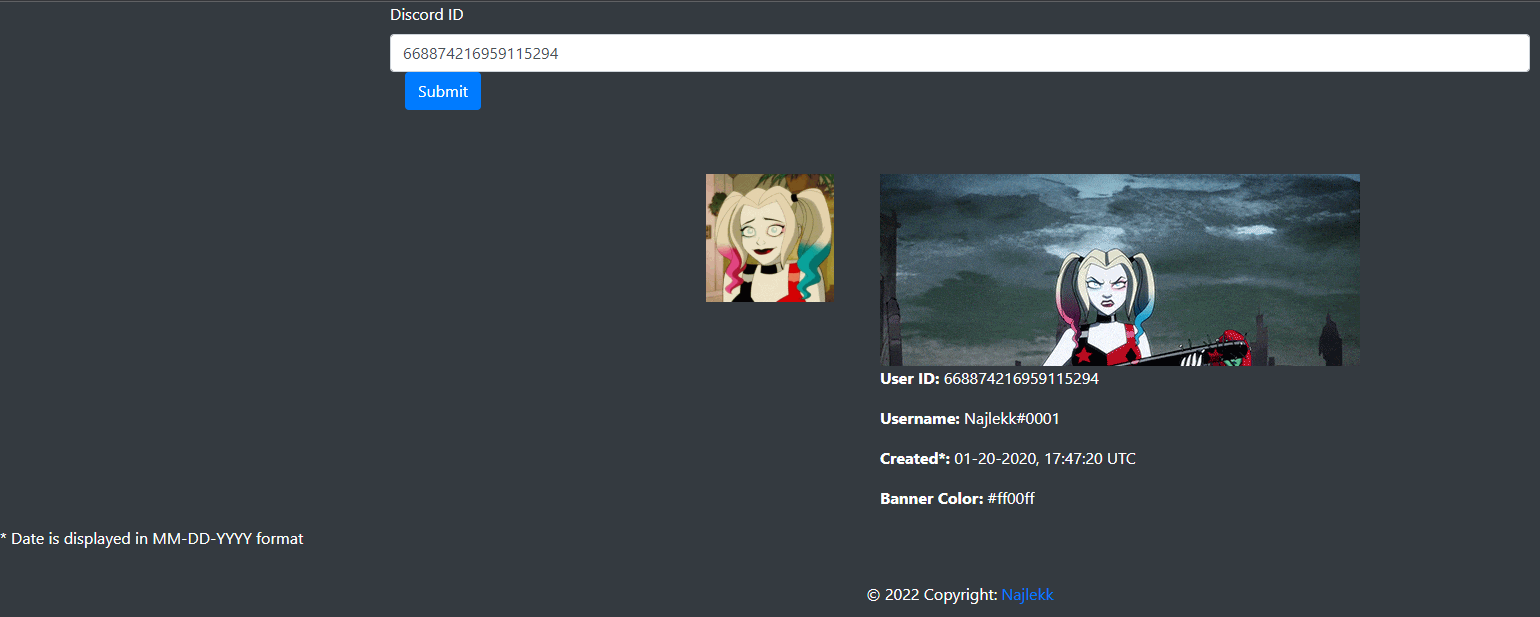 Discord ID
668874216959115294
Submit
User ID: 668874216959115294
Username: Najlekk#0001
Created*: 01-20-2020, 17:47:20 UTC
Banner Color: #ff00ff
* Date is displayed in MM-DD-YYYY format
© 2022 Copyright: Najlekk